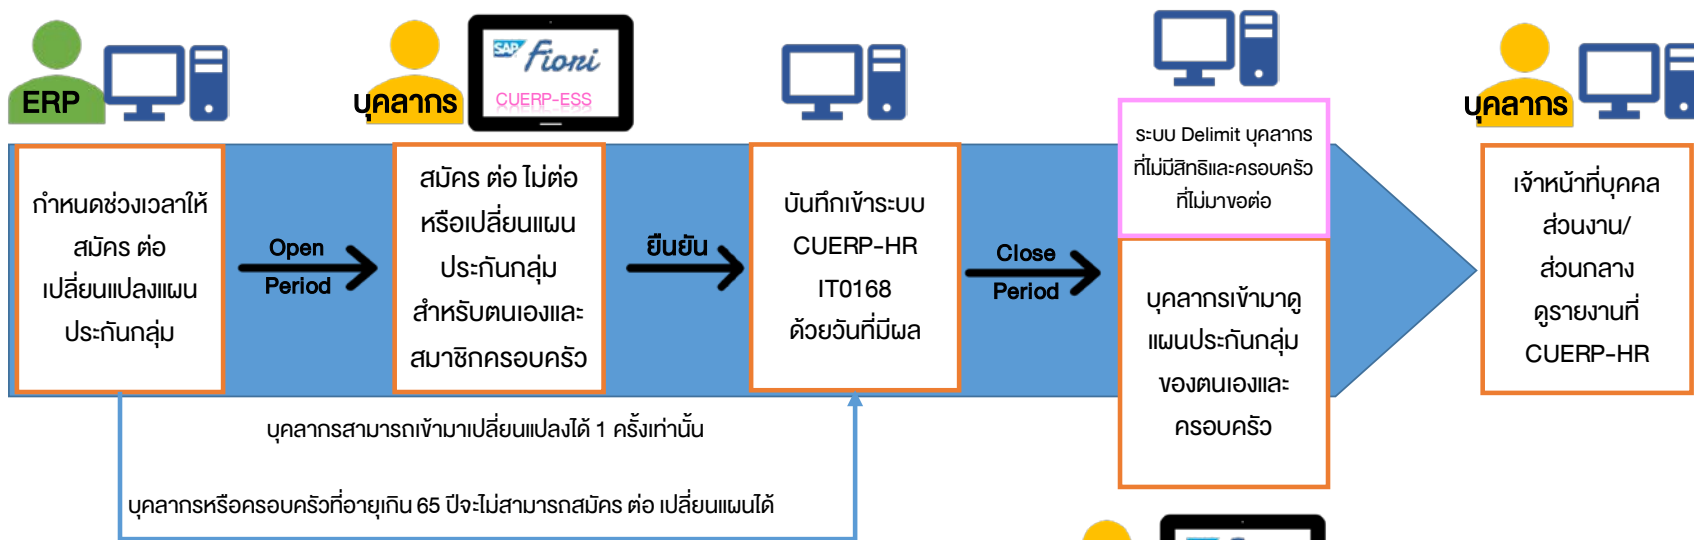 ERP
กำหนดช่วงเวลาให้
สมัคร ต่อ
เปลี่ยนแปลงแผน
ประกันกลุ่ม
Open
Period
บุคลากร
SAP Fiori
CUERP-ESS
สมัคร ต่อ ไม่ต่อ
หรือเปลี่ยนแผน
ประกันกลุ่ม
สำหรับตนเองและ
สมาชิกครอบครัว
ยืนยัน
บันทึกเข้าระบบ
CUERP-HR
IT0168
ด้วยวันที่มีผล
Close
Period
ระบบ Delimit บุคลากร
ที่ไม่มีสิทธิและครอบครัว
ที่ไม่มาขอต่อ
บุคลากรเข้ามาดู
แผนประกันกลุ่ม
ของตนเองและ
ครอบครัว
บุคลากร
เจ้าหน้าที่บุคคล
ส่วนงาน/
ส่วนกลาง
ดูรายงานที่
CUERP-HR
บุคลากรสามารถเข้ามาเปลี่ยนแปลงได้ 1 ครั้งเท่านั้น
บุคลากรหรือครอบครัวที่อายุเกิน 65 ปีจะไม่สามารถสมัคร ต่อ เปลี่ยนแผนได้